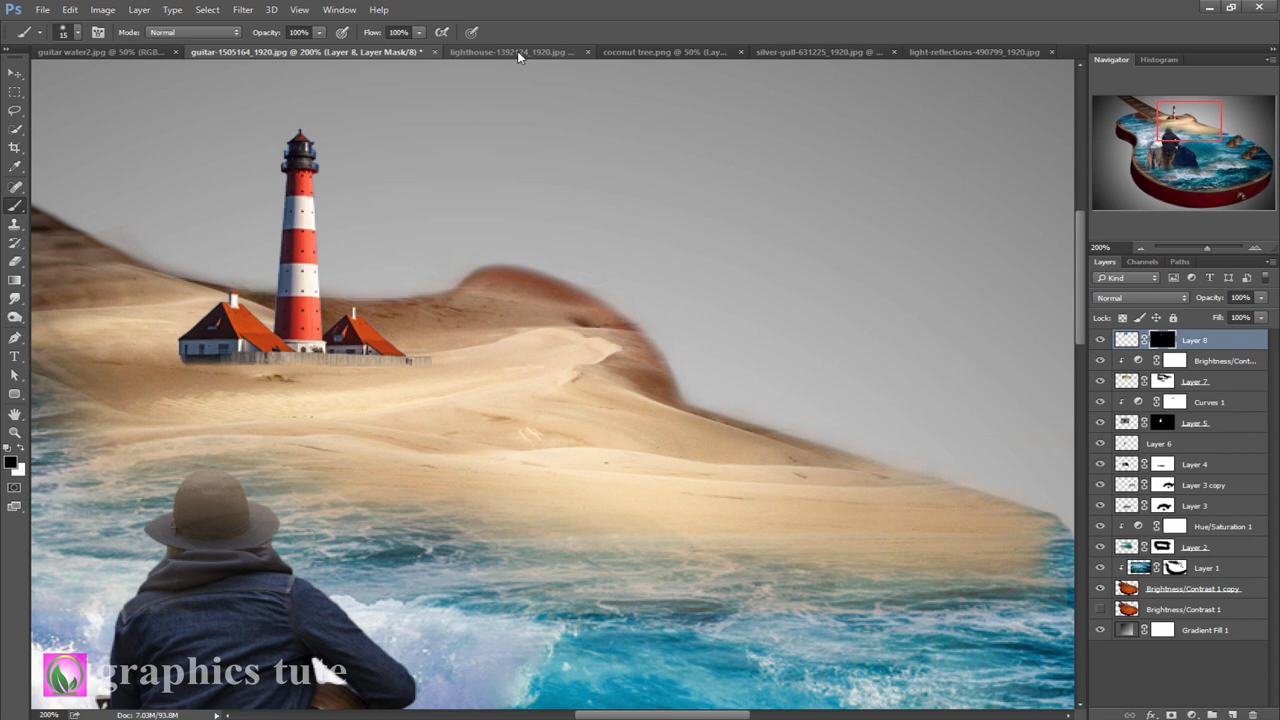 Ps File Edit Image Layer Type Select Filter 3D View Window Help
15 Mode: Normal Opacity: 100% Flow: 100%
guitar water2.jpg @ 50% (RGB... × guitar-1505164_1920.jpg @ 200% (Layer 8, Layer Mask/8) * × lighthouse-1392124_1920.jpg ... × coconut tree.png @ 50% (Lay... × silver-gull-631225_1920.jpg @ ... × light-reflections-490799_1920.jpg ×
Navigator Histogram
200%
Layers Channels Paths
Kind
Normal Opacity: 100%
Lock: Fill: 100%
Layer 8
Brightness/Cont...
Layer 7
Curves 1
Layer 5
Layer 6
Layer 4
Layer 3 copy
Layer 3
Hue/Saturation 1
Layer 2
Layer 1
Brightness/Contrast 1 copy
Brightness/Contrast 1
Gradient Fill 1
graphics tute
200% Doc: 7.03M/93.8M
fx